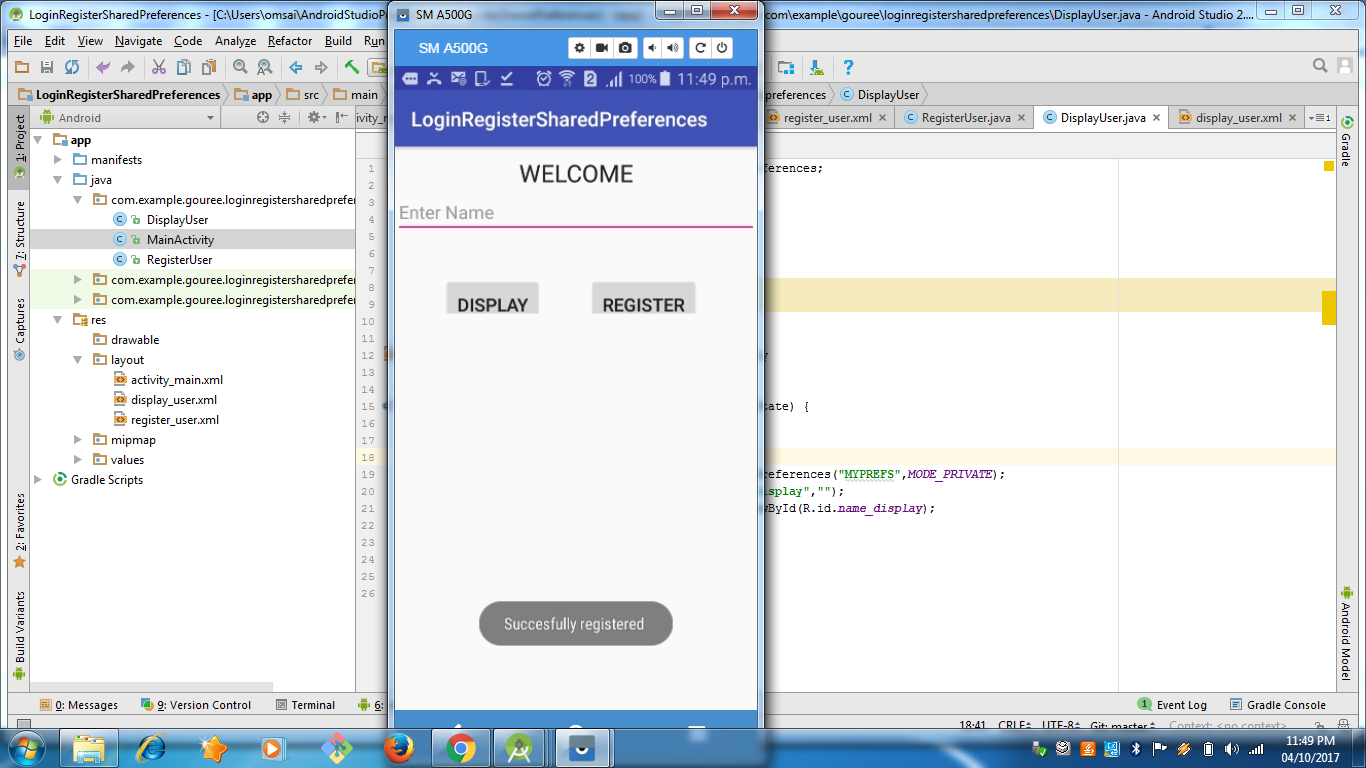 LoginRegisterSharedPreferences - [C:\Users\omsai\AndroidStudioPr
SM A500G
com\example\gouree\loginregistersharedpreferences\DisplayUser.java - Android Studio 2....
File Edit View Navigate Code Analyze Refactor Build Run
SM A500G
2 100% 11:49 p.m.
LoginRegisterSharedPreferences app src main
preferences DisplayUser
LoginRegisterSharedPreferences
Android
ivity_m
register_user.xml RegisterUser.java DisplayUser.java display_user.xml 1
1: Project
7: Structure
Captures
2: Favorites
Build Variants
app
manifests
java
com.example.gouree.loginregistersharedprefer
DisplayUser
MainActivity
RegisterUser
com.example.gouree.loginregistersharedprefer
com.example.gouree.loginregistersharedprefer
res
drawable
layout
activity_main.xml
display_user.xml
register_user.xml
mipmap
values
Gradle Scripts
1
2
3
4
5
6
7
8
9
10
11
12
13
14
15
16
17
18
19
20
21
22
23
24
25
26
WELCOME
Enter Name
DISPLAY REGISTER
Succesfully registered
ferences;
y
tate) {
references("MYPREFS",MODE_PRIVATE);
isplay","");
wById(R.id.name_display);
Gradle
Android Model
0: Messages 9: Version Control Terminal 6:
1 Event Log Gradle Console
18:41 CRLF Git: master Context: <no context>
UTF-8
11:49 PM
04/10/2017